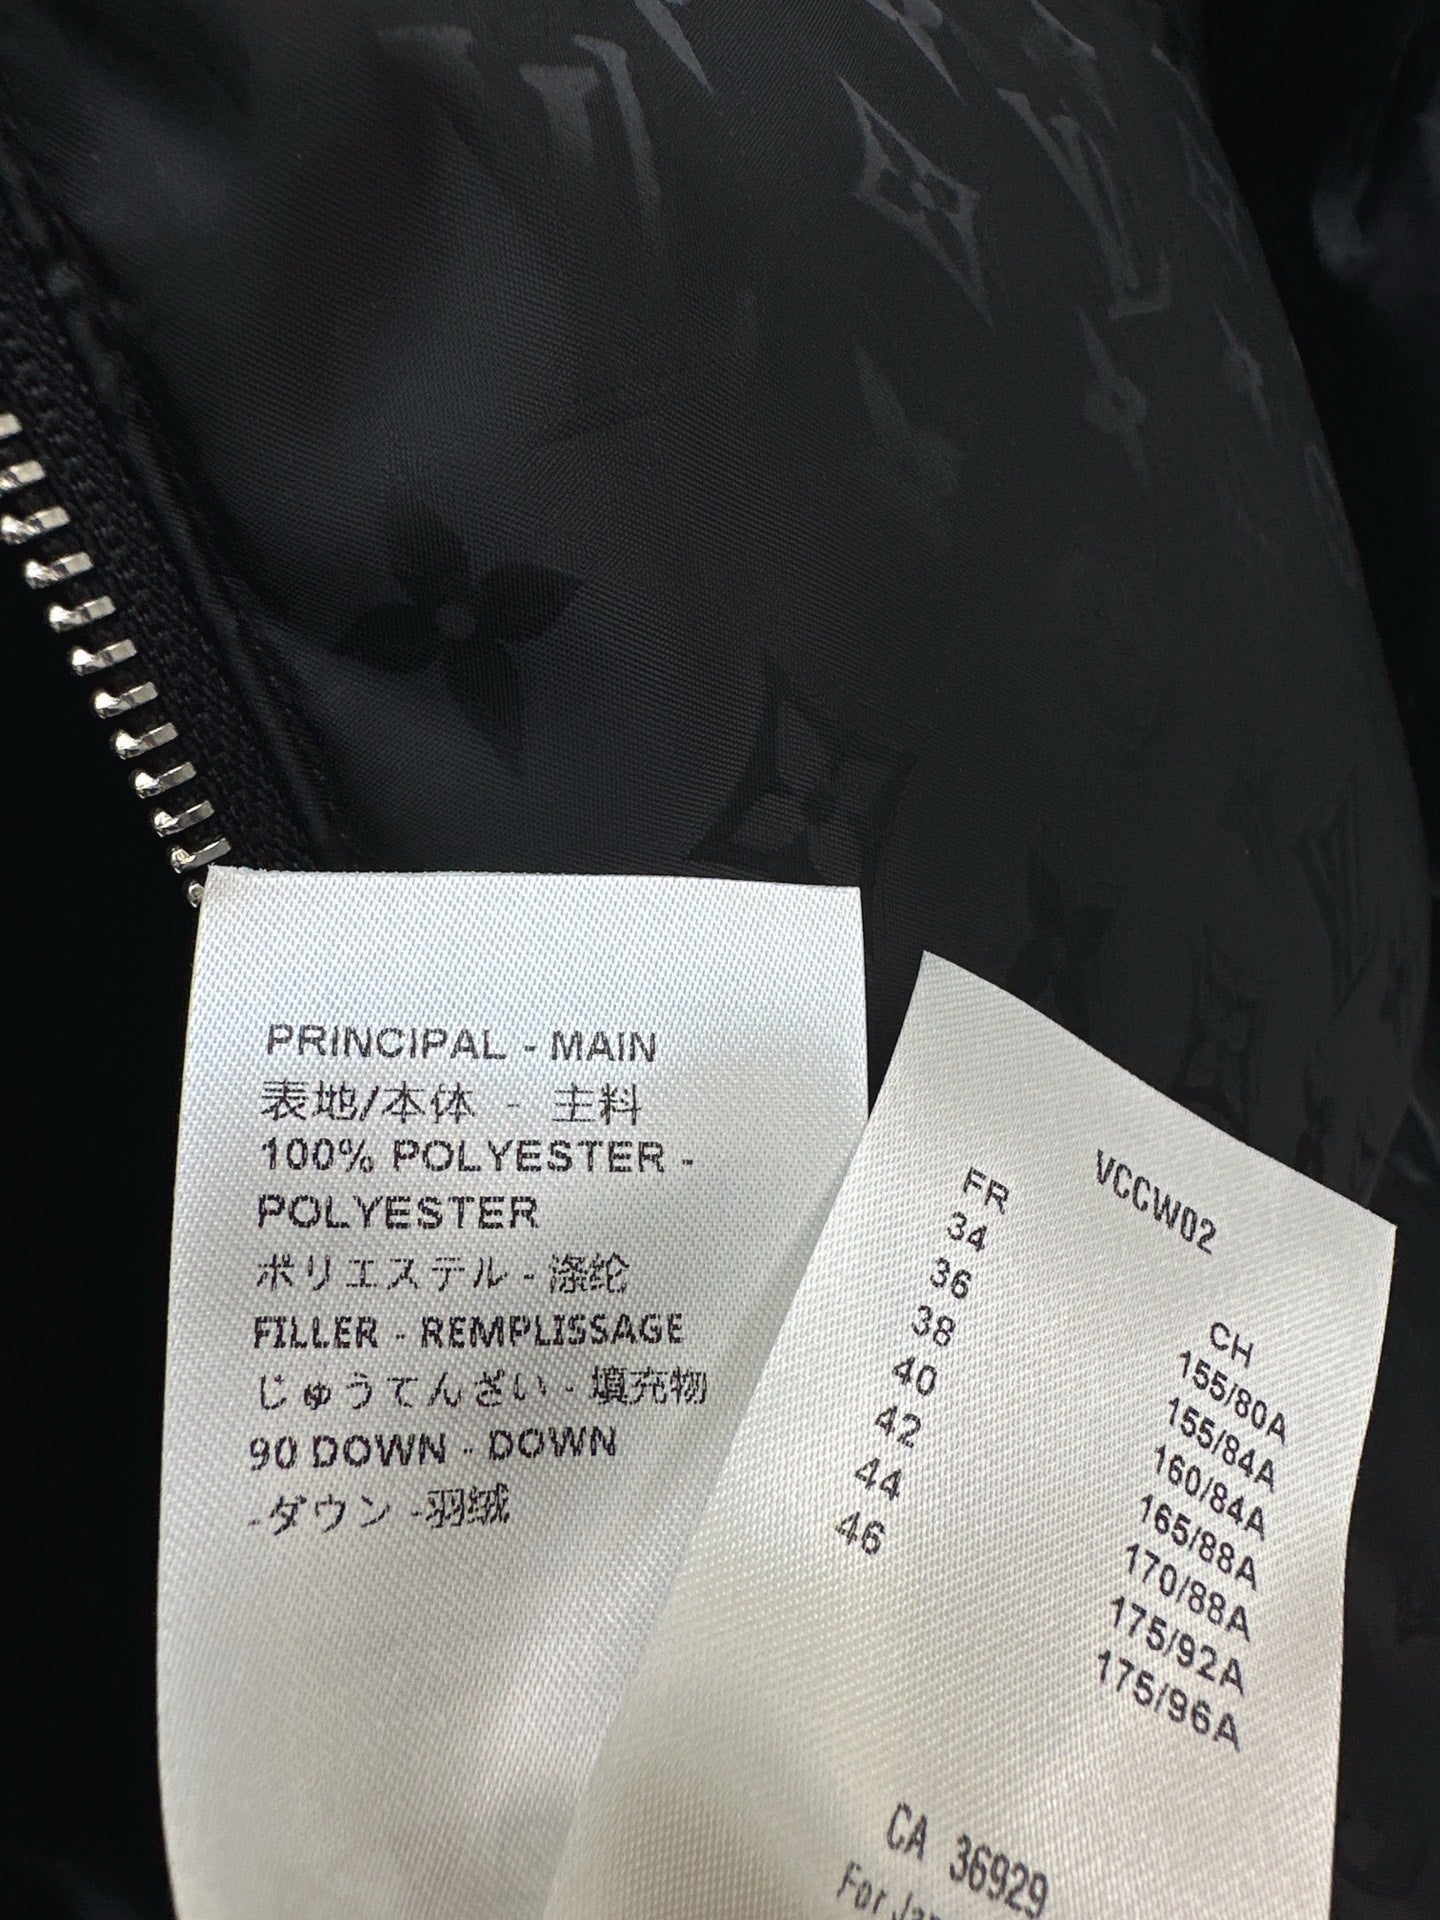 PRINCIPAL - MAIN
表地/本体 - 主料
100% POLYESTER -
POLYESTER
ポリエステル - 涤纶
FILLER - REMPLISSAGE
じゅうてんざい - 填充物
90 DOWN - DOWN
-ダウン -羽绒
VCCW02
FR
34
36
38
40
42
44
46
CH
155/80A
155/84A
160/84A
165/88A
170/88A
175/92A
175/96A
CA 36929
For